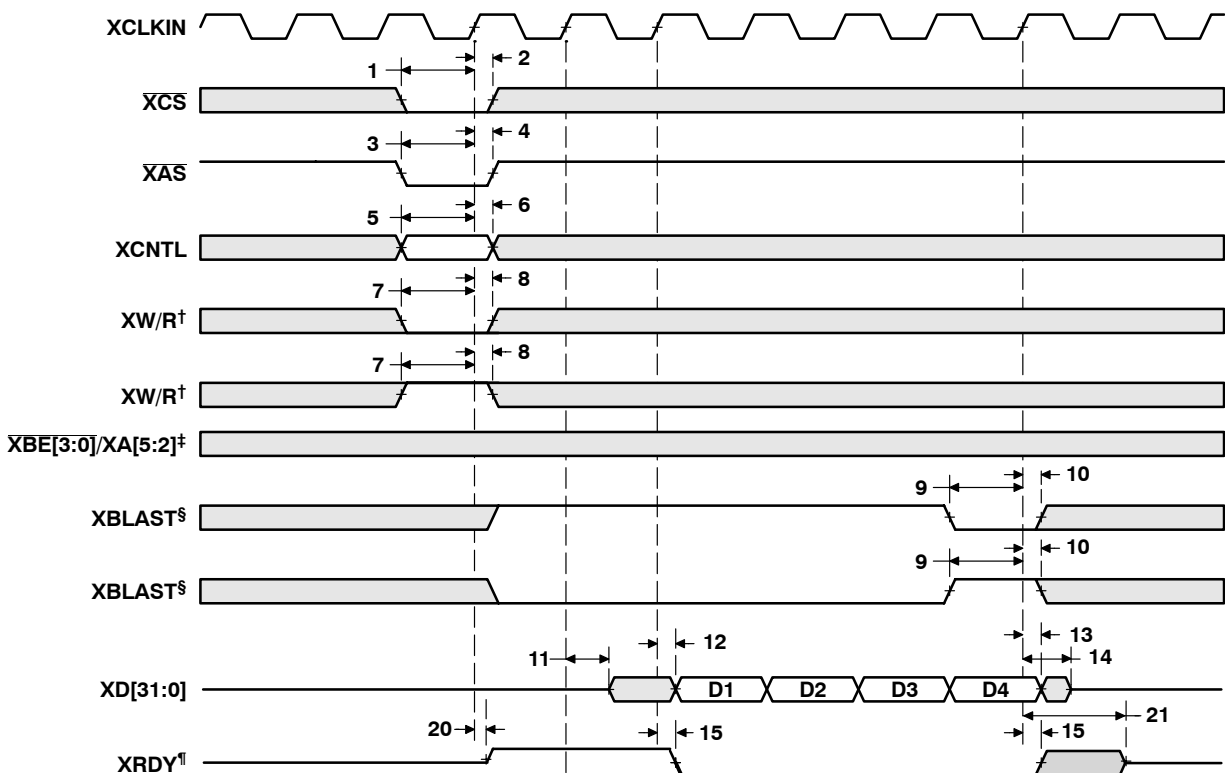 XCLKIN
1
2
XCS
3
4
XAS
5
6
XCNTL
7
8
XW/R†
7
8
XW/R†
XBE[3:0]/XA[5:2]‡
9
10
XBLAST§
9
10
XBLAST§
11
12
13
14
XD[31:0]
D1
D2
D3
D4
20
15
15
21
XRDY¶